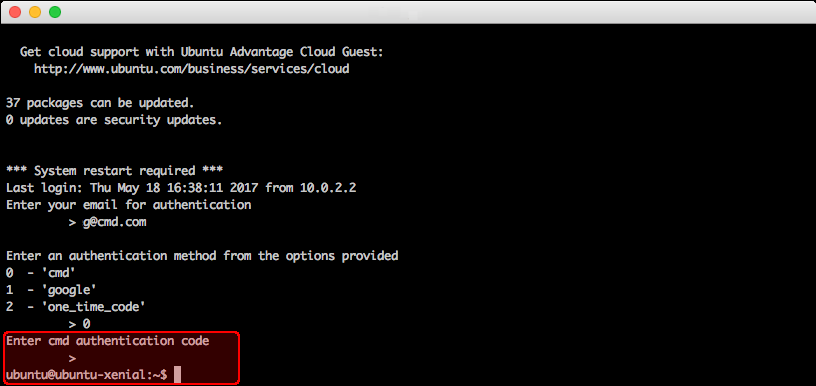 Get cloud support with Ubuntu Advantage Cloud Guest:
http://www.ubuntu.com/business/services/cloud
37 packages can be updated.
0 updates are security updates.
*** System restart required ***
Last login: Thu May 18 16:38:11 2017 from 10.0.2.2
Enter your email for authentication
> g@cmd.com
Enter an authentication method from the options provided
0 - 'cmd'
1 - 'google'
2 - 'one_time_code'
> 0
Enter cmd authentication code
>
ubuntu@ubuntu-xenial:~$